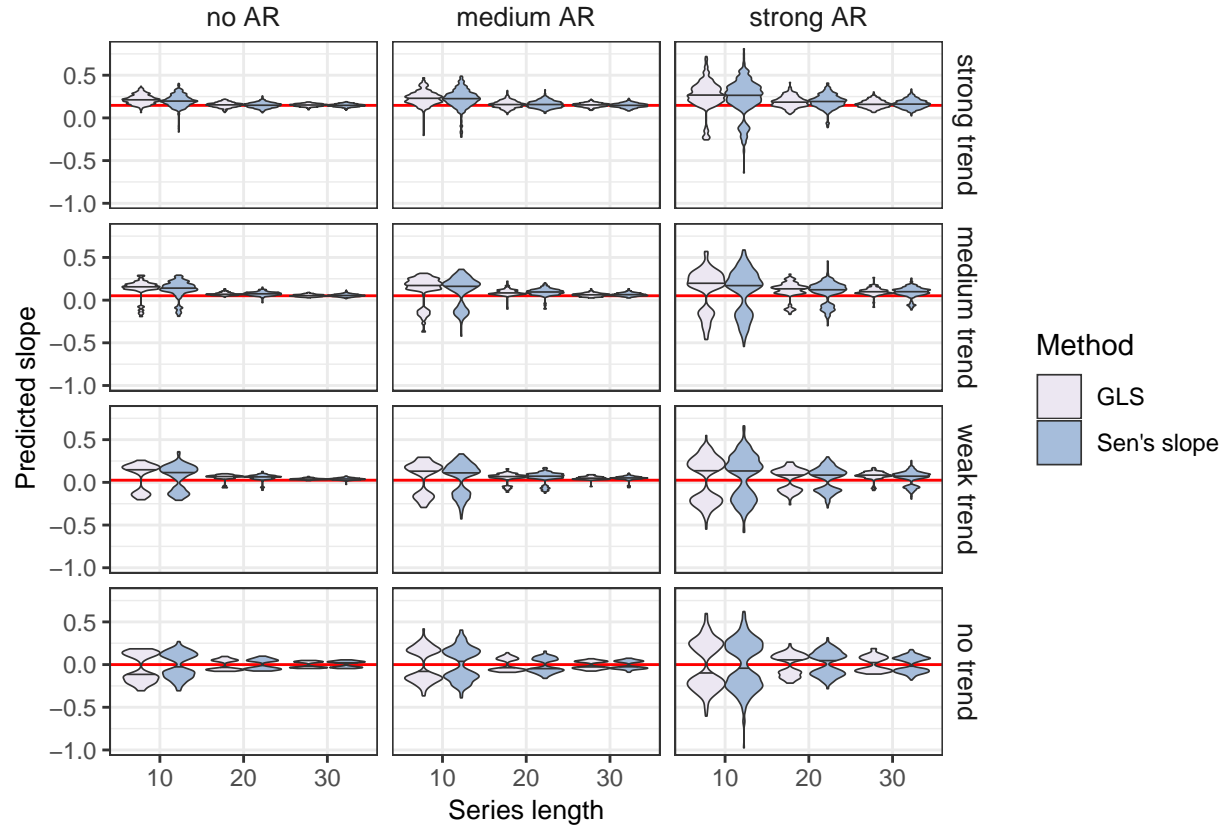 no AR
medium AR
strong AR
0.5
0.0
−0.5
−1.0
strong trend
0.5
0.0
−0.5
−1.0
medium trend
0.5
0.0
−0.5
−1.0
weak trend
0.5
0.0
−0.5
−1.0
no trend
10 20 30
10 20 30
10 20 30
Series length
Predicted slope
Method
GLS
Sen's slope